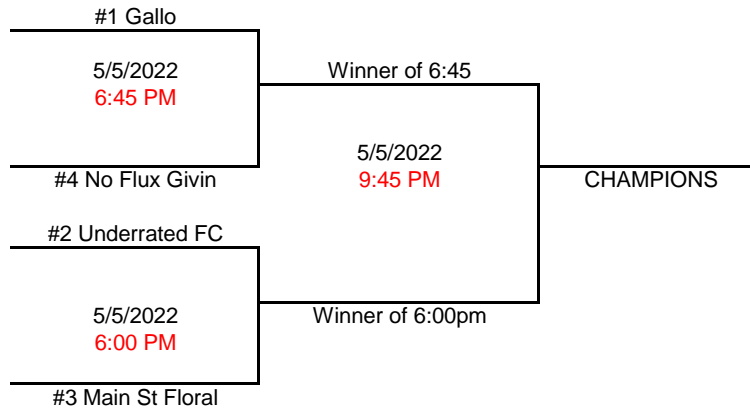 #1 Gallo
5/5/2022
6:45 PM
#4 No Flux Givin
Winner of 6:45
5/5/2022
9:45 PM
CHAMPIONS
#2 Underrated FC
5/5/2022
6:00 PM
#3 Main St Floral
Winner of 6:00pm